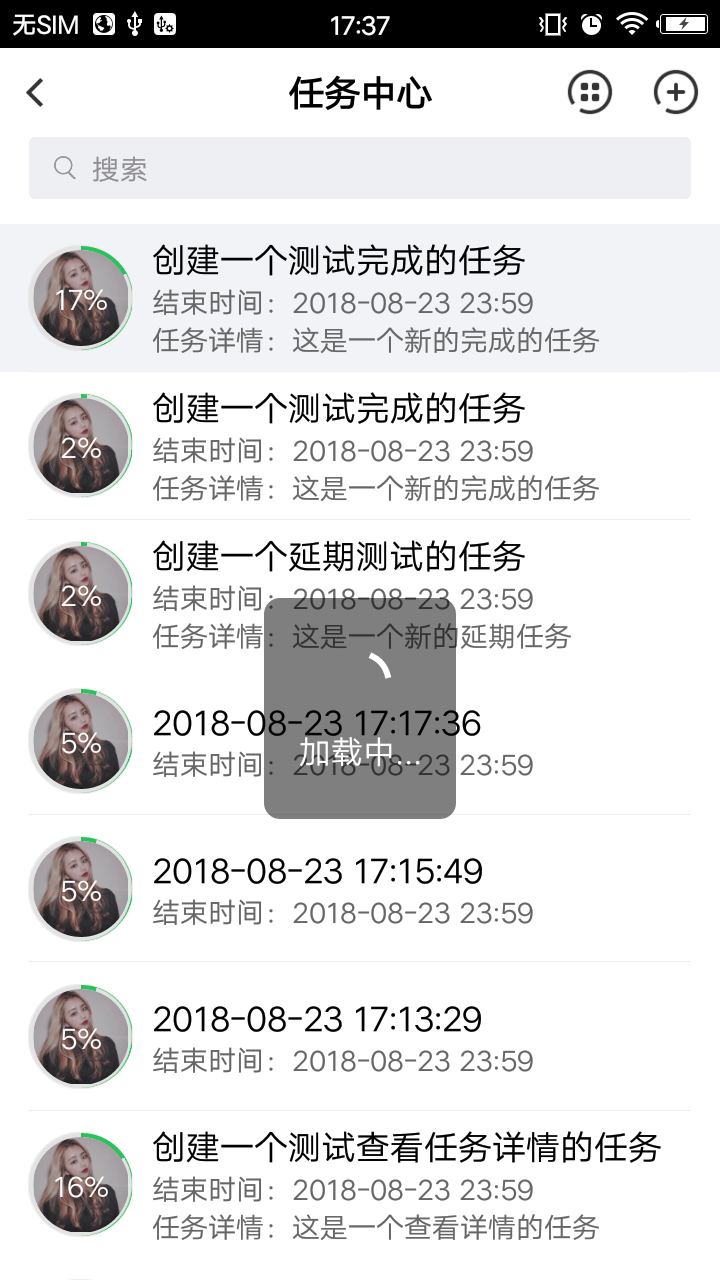 无SIM 17:37
任务中心
搜索
17%
创建一个测试完成的任务
结束时间：2018-08-23 23:59
任务详情：这是一个新的完成的任务
2%
创建一个测试完成的任务
结束时间：2018-08-23 23:59
任务详情：这是一个新的完成的任务
2%
创建一个延期测试的任务
结束时间：2018-08-23 23:59
任务详情：这是一个新的延期任务
5%
2018-08-23 17:17:36
结束时间：2018-08-23 23:59
加载中...
5%
2018-08-23 17:15:49
结束时间：2018-08-23 23:59
5%
2018-08-23 17:13:29
结束时间：2018-08-23 23:59
16%
创建一个测试查看任务详情的任务
结束时间：2018-08-23 23:59
任务详情：这是一个查看详情的任务